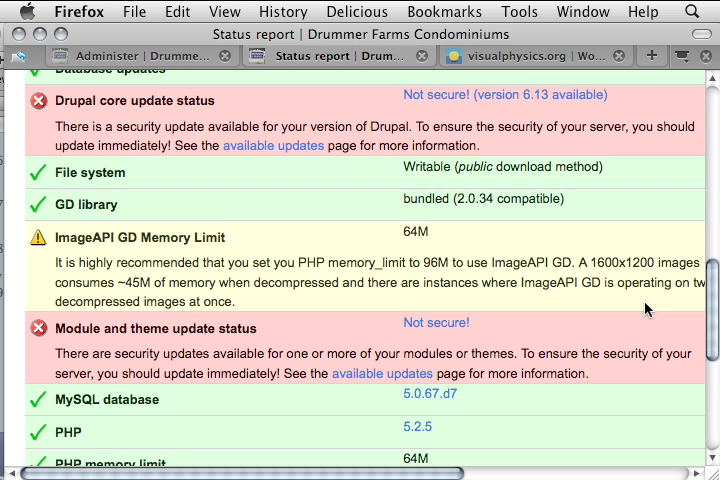 Firefox File Edit View History Delicious Bookmarks Tools Window Help
Status report | Drummer Farms Condominiums
Administer | Drumme... Status report | Drum... visualphysics.org | Wo...
Database updates
Drupal core update status Not secure! (version 6.13 available)
There is a security update available for your version of Drupal. To ensure the security of your server, you should
update immediately! See the available updates page for more information.
File system Writable (public download method)
GD library bundled (2.0.34 compatible)
ImageAPI GD Memory Limit 64M
It is highly recommended that you set you PHP memory_limit to 96M to use ImageAPI GD. A 1600x1200 images
consumes ~45M of memory when decompressed and there are instances where ImageAPI GD is operating on tw
decompressed images at once.
Module and theme update status Not secure!
There are security updates available for one or more of your modules or themes. To ensure the security of your
server, you should update immediately! See the available updates page for more information.
MySQL database 5.0.67.d7
PHP 5.2.5
PHP memory limit 64M